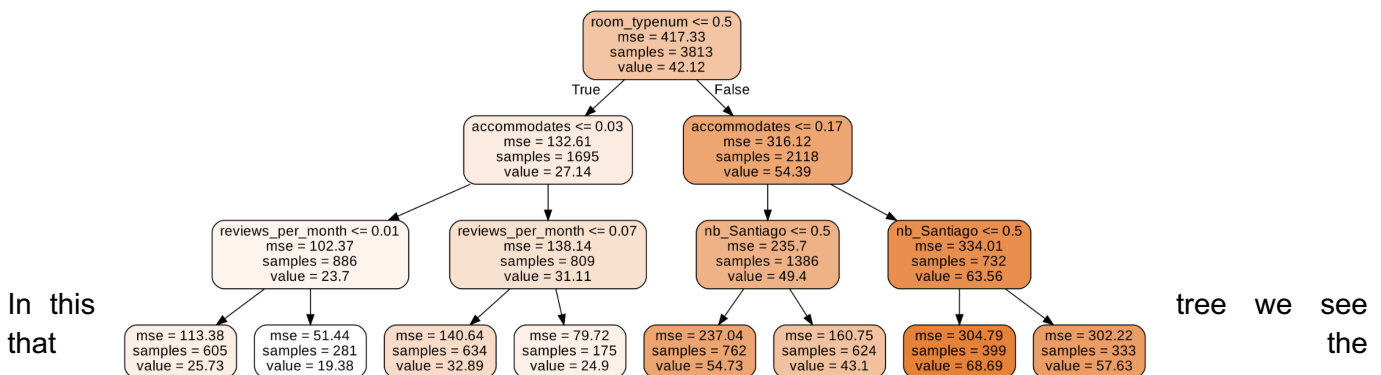 room_typenum <= 0.5
mse = 417.33
samples = 3813
value = 42.12
True
False
accommodates <= 0.03
mse = 132.61
samples = 1695
value = 27.14
accommodates <= 0.17
mse = 316.12
samples = 2118
value = 54.39
reviews_per_month <= 0.01
mse = 102.37
samples = 886
value = 23.7
reviews_per_month <= 0.07
mse = 138.14
samples = 809
value = 31.11
nb_Santiago <= 0.5
mse = 235.7
samples = 1386
value = 49.4
nb_Santiago <= 0.5
mse = 334.01
samples = 732
value = 63.56
mse = 113.38
samples = 605
value = 25.73
mse = 51.44
samples = 281
value = 19.38
mse = 140.64
samples = 634
value = 32.89
mse = 79.72
samples = 175
value = 24.9
mse = 237.04
samples = 762
value = 54.73
mse = 160.75
samples = 624
value = 43.1
mse = 304.79
samples = 399
value = 68.69
mse = 302.22
samples = 333
value = 57.63
In this tree we see
that the